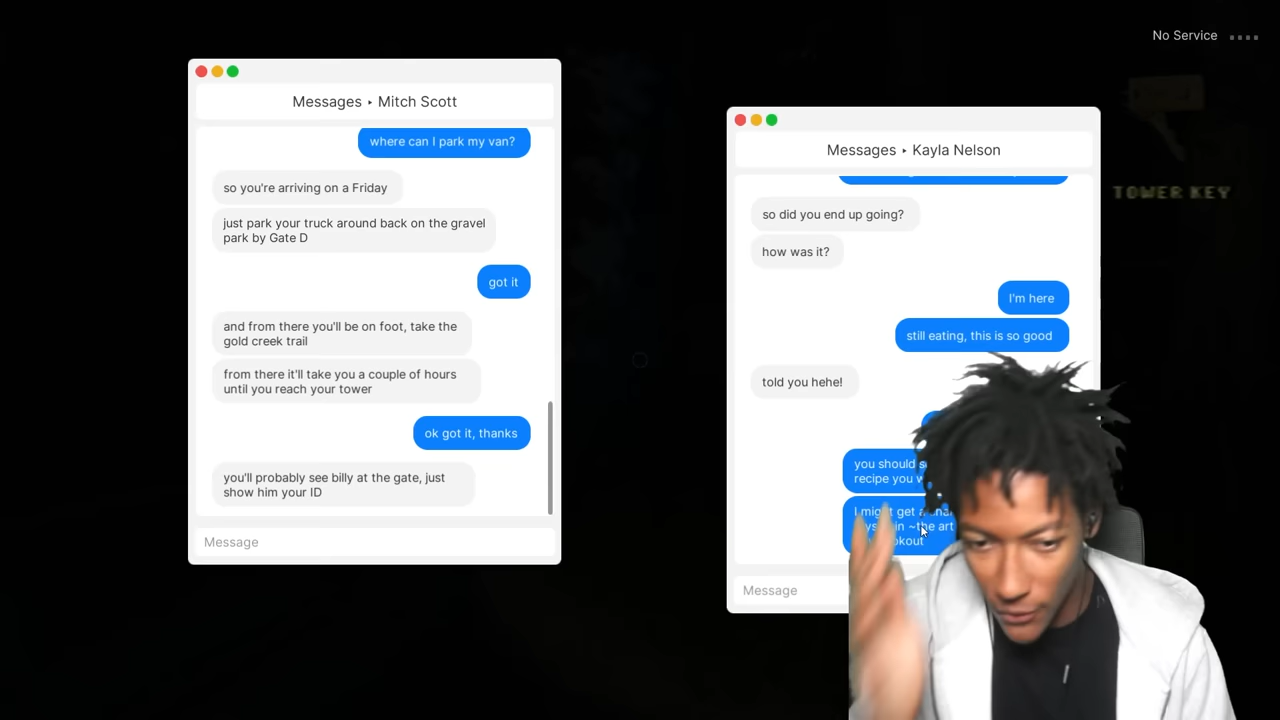 No Service
Messages ▸ Mitch Scott
where can I park my van?
so you're arriving on a Friday
just park your truck around back on the gravel
park by Gate D
got it
and from there you'll be on foot, take the
gold creek trail
from there it'll take you a couple of hours
until you reach your tower
ok got it, thanks
you'll probably see billy at the gate, just
show him your ID
Message
Messages ▸ Kayla Nelson
so did you end up going?
how was it?
I'm here
still eating, this is so good
told you hehe!
you should
recipe you
I might get a
in ~the art
Message
TOWER KEY